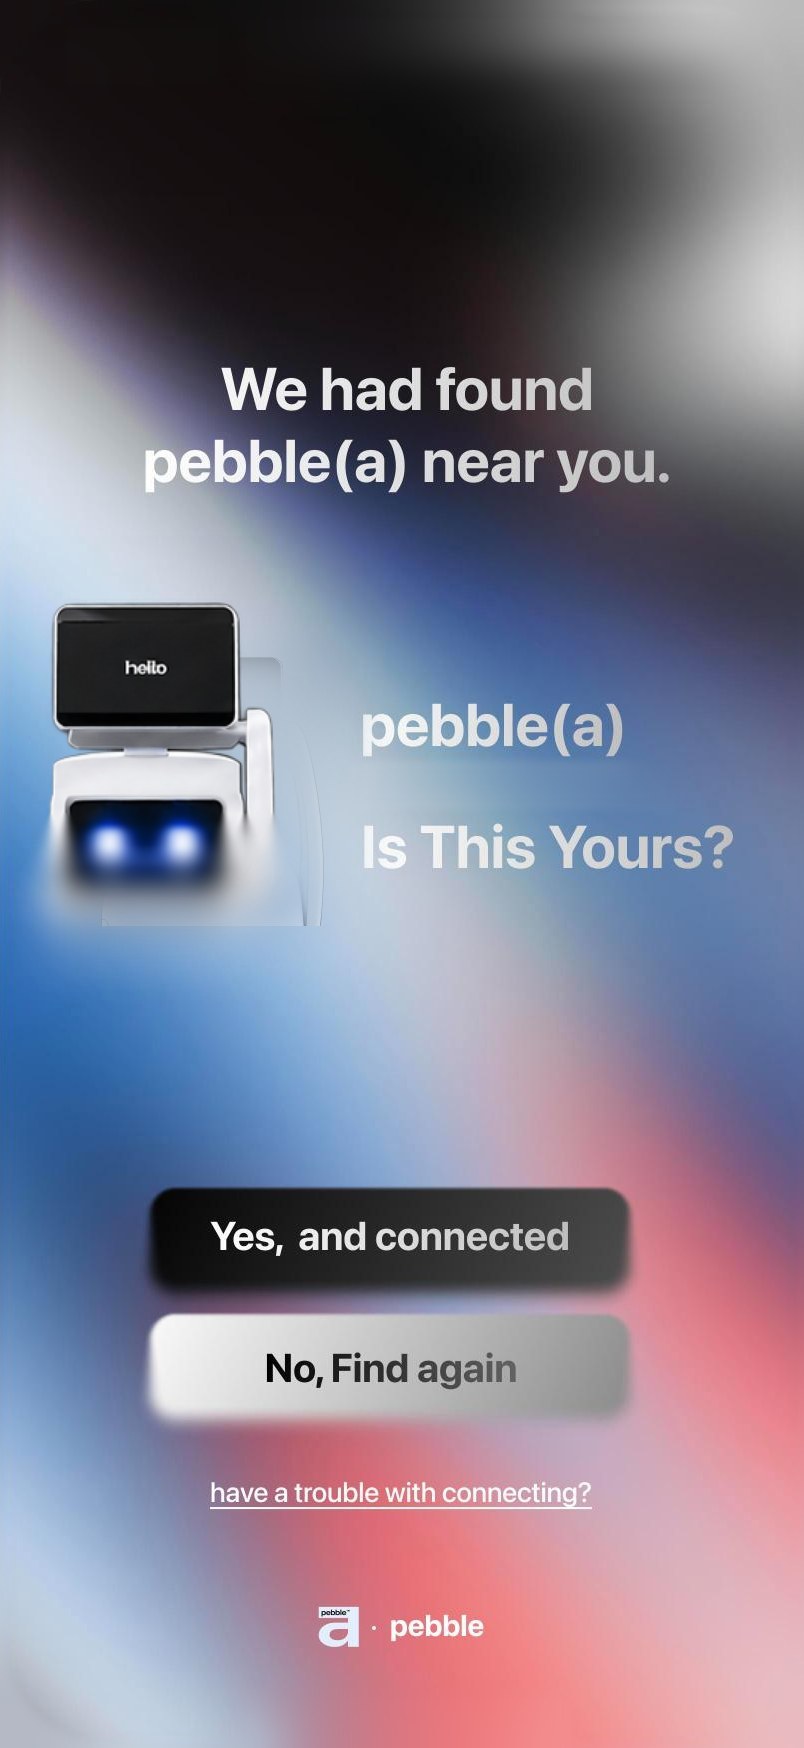 We had found
pebble(a) near you.
hello
pebble(a)
Is This Yours?
Yes, and connected
No, Find again
have a trouble with connecting?
pebble™
a · pebble